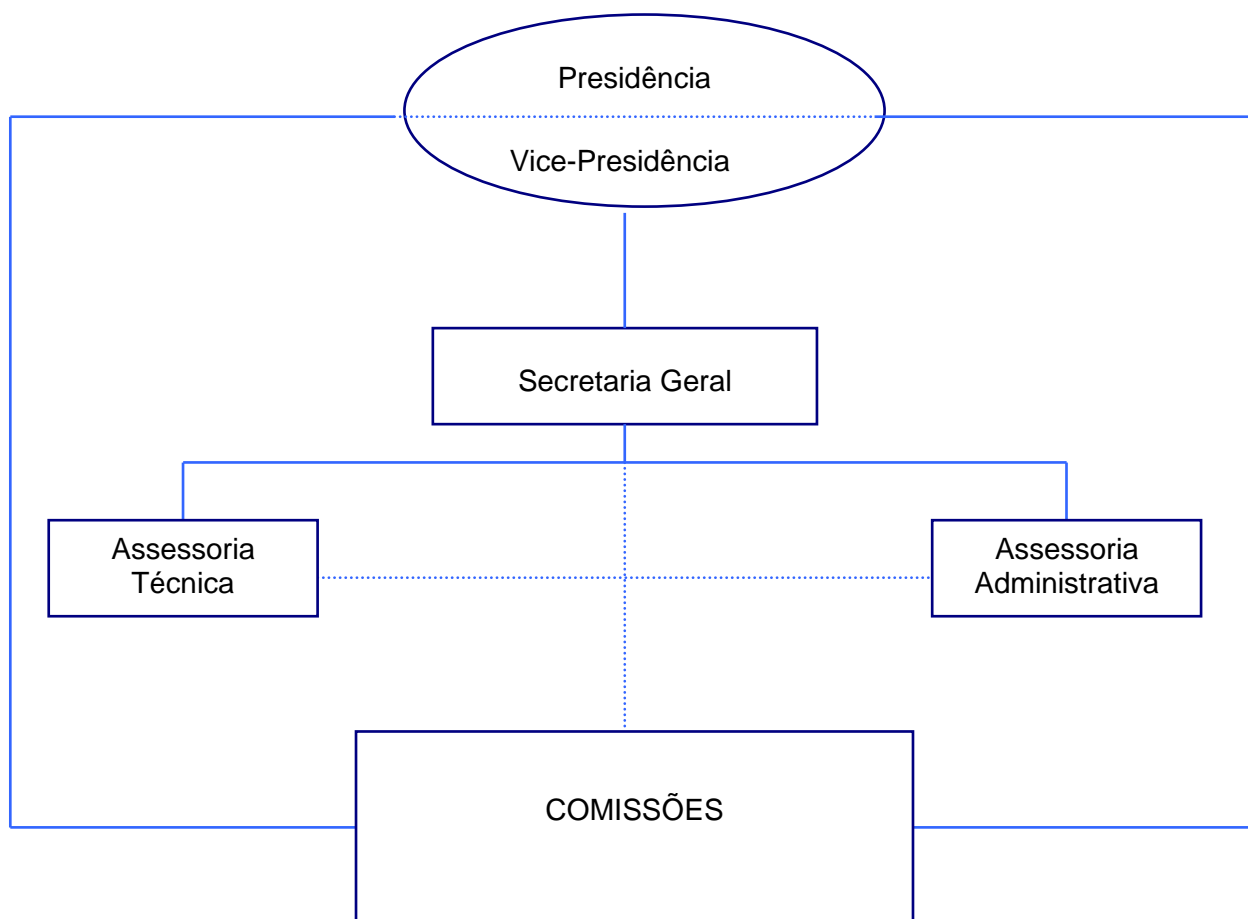 Presidência
Vice-Presidência
Secretaria Geral
Assessoria
Técnica
Assessoria
Administrativa
COMISSÕES